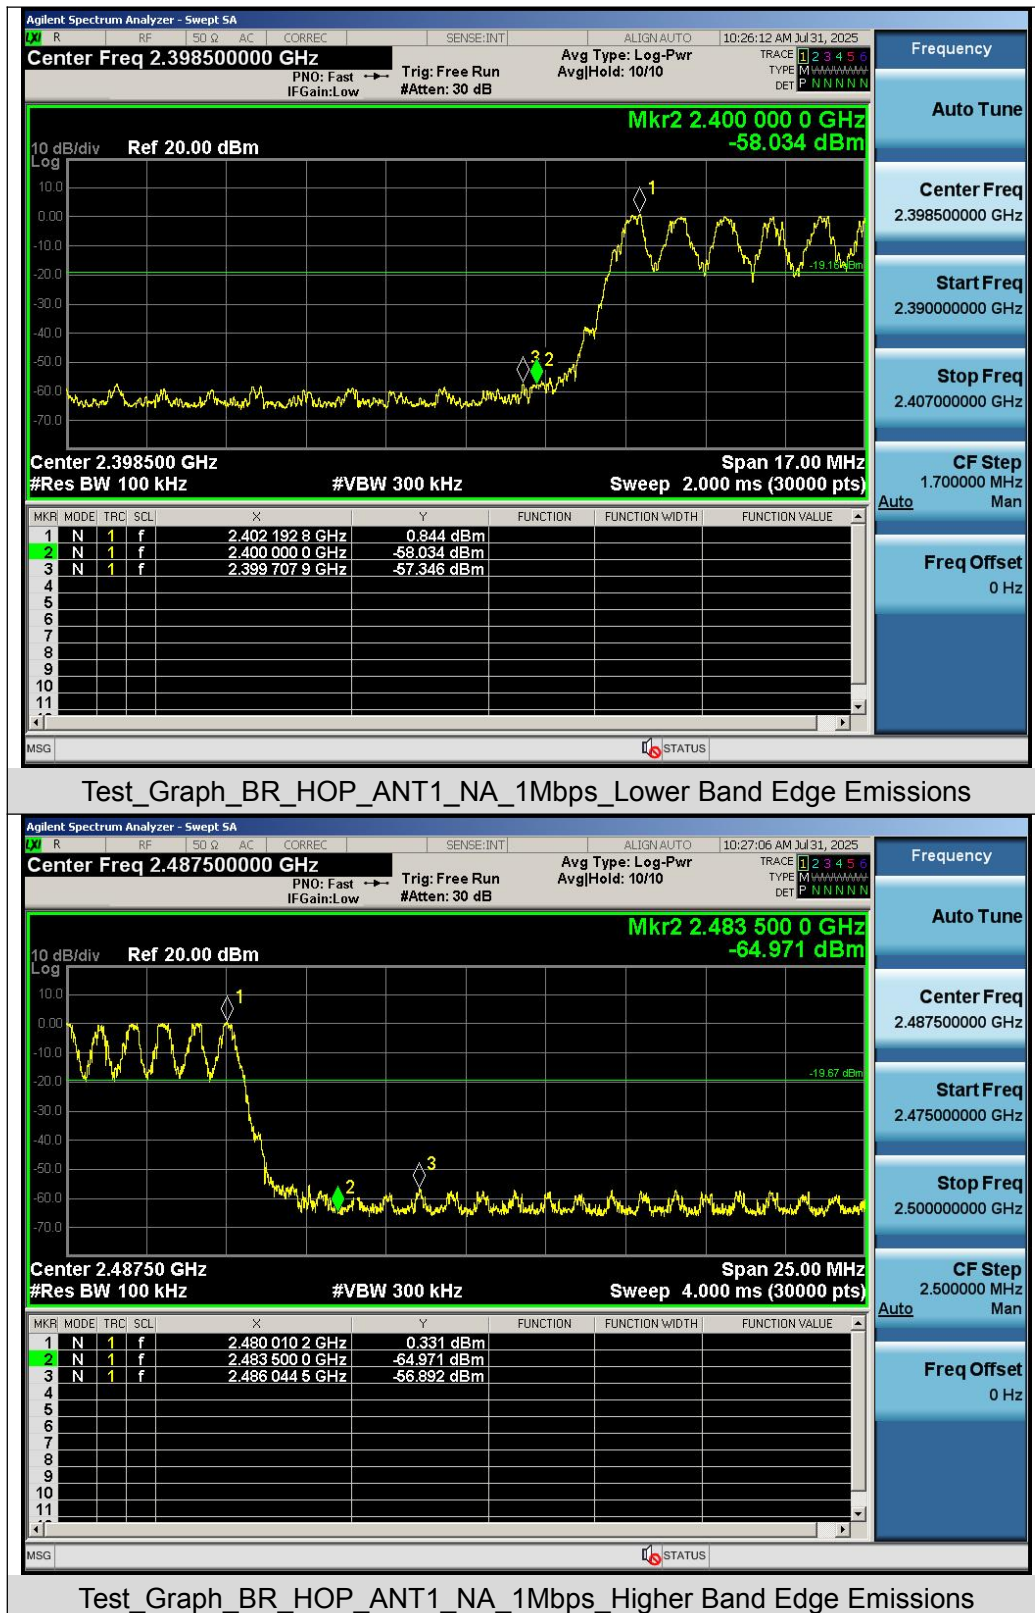 Agilent Spectrum Analyzer - Swept SA
LXI R RF 50 Ω AC CORREC SENSE:INT ALIGN AUTO 10:26:12 AM Jul 31, 2025
Center Freq 2.398500000 GHz Avg Type: Log-Pwr TRACE 1 2 3 4 5 6
PNO: Fast Trig: Free Run Avg|Hold: 10/10 TYPE M
IFGain:Low #Atten: 30 dB DET P N N N N N
Mkr2 2.400 000 0 GHz
-58.034 dBm
10 dB/div Ref 20.00 dBm
Log
10.0
0.00
-10.0
-20.0
-30.0
-40.0
-50.0
-60.0
-70.0
1
-19.16 dBm
3 2
Center 2.398500 GHz Span 17.00 MHz
#Res BW 100 kHz #VBW 300 kHz Sweep 2.000 ms (30000 pts)
MKR MODE TRC SCL X Y FUNCTION FUNCTION WIDTH FUNCTION VALUE
1 N 1 f 2.402 192 8 GHz 0.844 dBm
2 N 1 f 2.400 000 0 GHz -58.034 dBm
3 N 1 f 2.399 707 9 GHz -57.346 dBm
4
5
6
7
8
9
10
11
MSG STATUS
Frequency
Auto Tune
Center Freq
2.398500000 GHz
Start Freq
2.390000000 GHz
Stop Freq
2.407000000 GHz
CF Step
1.700000 MHz
Auto Man
Freq Offset
0 Hz
Test_Graph_BR_HOP_ANT1_NA_1Mbps_Lower Band Edge Emissions
Agilent Spectrum Analyzer - Swept SA
LXI R RF 50 Ω AC CORREC SENSE:INT ALIGN AUTO 10:27:06 AM Jul 31, 2025
Center Freq 2.487500000 GHz Avg Type: Log-Pwr TRACE 1 2 3 4 5 6
PNO: Fast Trig: Free Run Avg|Hold: 10/10 TYPE M
IFGain:Low #Atten: 30 dB DET P N N N N N
Mkr2 2.483 500 0 GHz
-64.971 dBm
10 dB/div Ref 20.00 dBm
Log
10.0
0.00
-10.0
-20.0
-30.0
-40.0
-50.0
-60.0
-70.0
1
-19.67 dBm
2
3
Center 2.48750 GHz Span 25.00 MHz
#Res BW 100 kHz #VBW 300 kHz Sweep 4.000 ms (30000 pts)
MKR MODE TRC SCL X Y FUNCTION FUNCTION WIDTH FUNCTION VALUE
1 N 1 f 2.480 010 2 GHz 0.331 dBm
2 N 1 f 2.483 500 0 GHz -64.971 dBm
3 N 1 f 2.486 044 5 GHz -56.892 dBm
4
5
6
7
8
9
10
11
MSG STATUS
Frequency
Auto Tune
Center Freq
2.487500000 GHz
Start Freq
2.475000000 GHz
Stop Freq
2.500000000 GHz
CF Step
2.500000 MHz
Auto Man
Freq Offset
0 Hz
Test_Graph_BR_HOP_ANT1_NA_1Mbps_Higher Band Edge Emissions